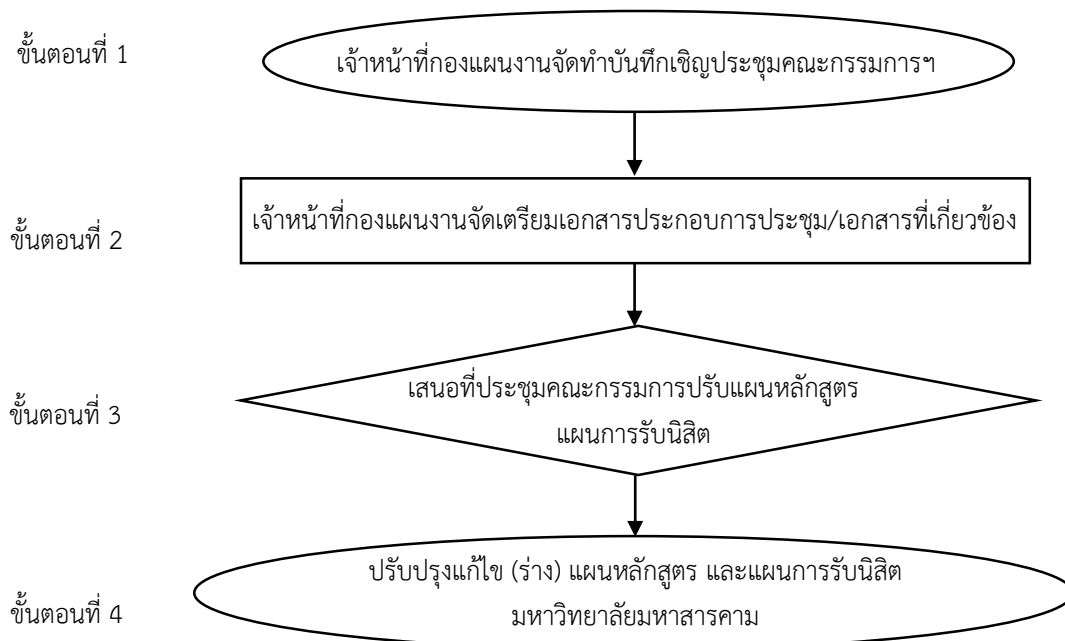 ขั้นตอนที่ 1
เจ้าหน้าที่กองแผนงานจัดทำบันทึกเชิญประชุมคณะกรรมการฯ
ขั้นตอนที่ 2
เจ้าหน้าที่กองแผนงานจัดเตรียมเอกสารประกอบการประชุม/เอกสารที่เกี่ยวข้อง
ขั้นตอนที่ 3
เสนอที่ประชุมคณะกรรมการปรับแผนหลักสูตร
แผนการรับนิสิต
ขั้นตอนที่ 4
ปรับปรุงแก้ไข (ร่าง) แผนหลักสูตร และแผนการรับนิสิต
มหาวิทยาลัยมหาสารคาม